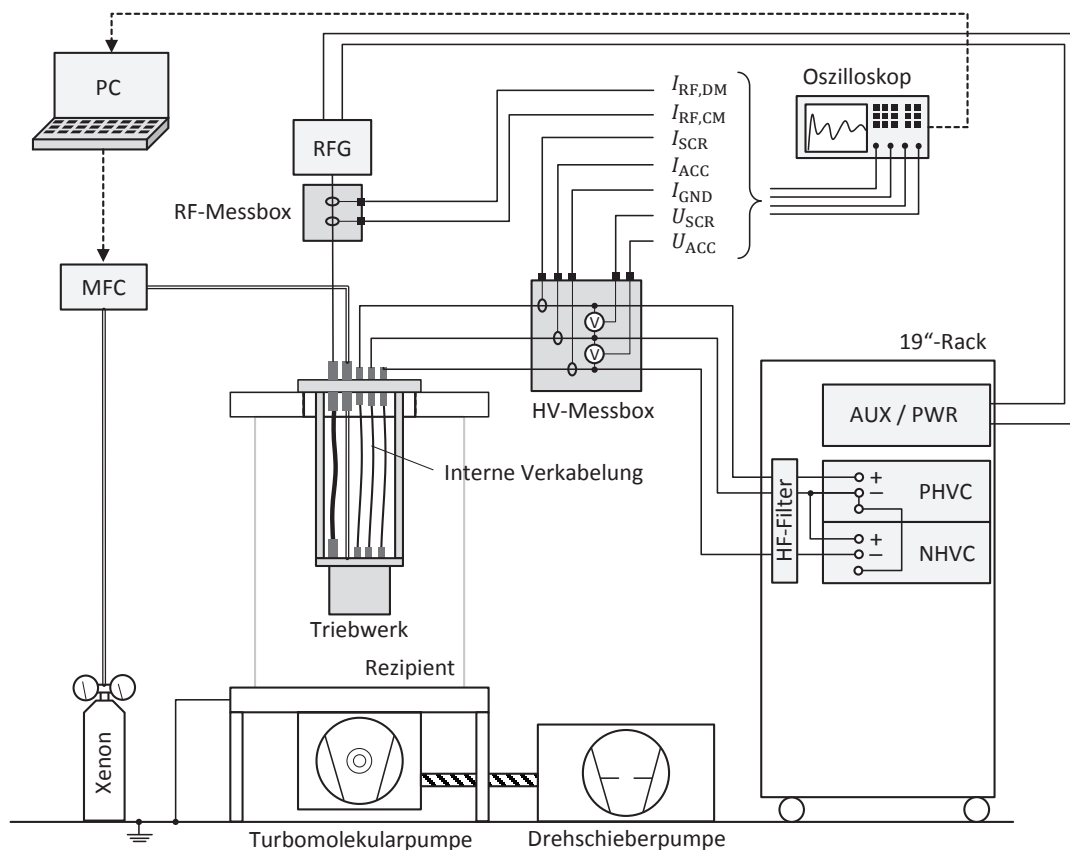 PC
Oszilloskop
I_RF,DM
I_RF,CM
I_SCR
I_ACC
I_GND
U_SCR
U_ACC
RFG
RF-Messbox
MFC
V
V
HV-Messbox
19“-Rack
AUX / PWR
Interne Verkabelung
HF-Filter
+
−
PHVC
+
−
NHVC
Triebwerk
Rezipient
Xenon
Turbomolekularpumpe
Drehschieberpumpe